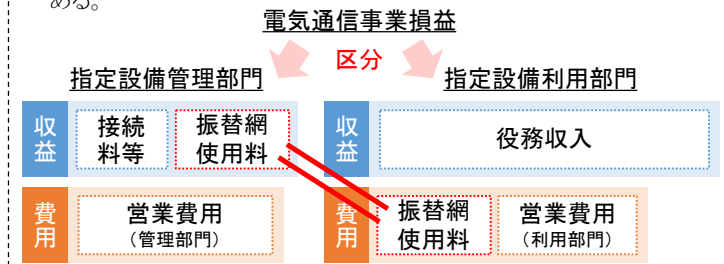 ある。
電気通信事業損益
区分
指定設備管理部門
指定設備利用部門
収益
接続料等
振替網使用料
収益
役務収入
費用
営業費用
（管理部門）
費用
振替網使用料
営業費用
（利用部門）